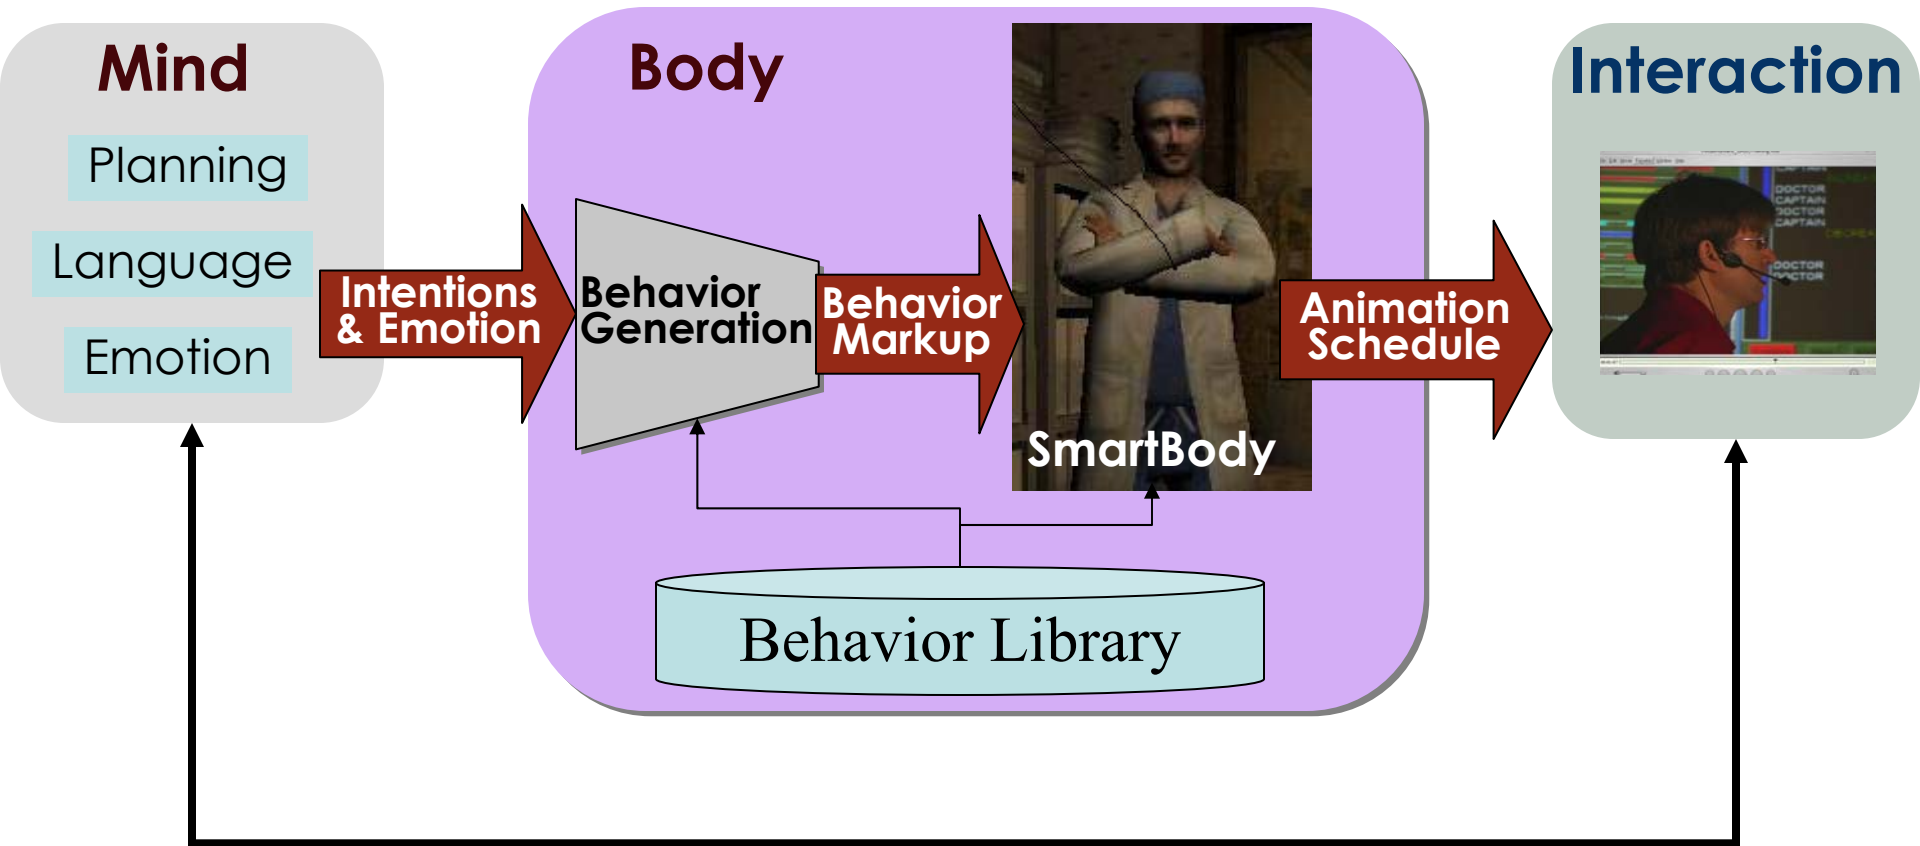 Mind
Planning
Language
Emotion
Intentions
& Emotion
Body
Behavior
Generation
Behavior
Markup
SmartBody
Behavior Library
Animation
Schedule
Interaction
DOCTOR
CAPTAIN
DOCTOR
CAPTAIN
DOCTOR
DOCTOR